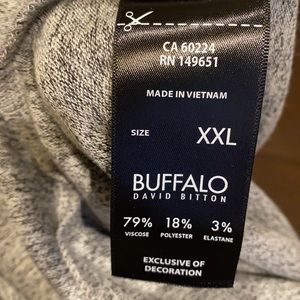 CA 60224
RN 149651
MADE IN VIETNAM
SIZE XXL
BUFFALO
DAVID BITTON
79% 18% 3%
VISCOSE POLYESTER ELASTANE
EXCLUSIVE OF
DECORATION